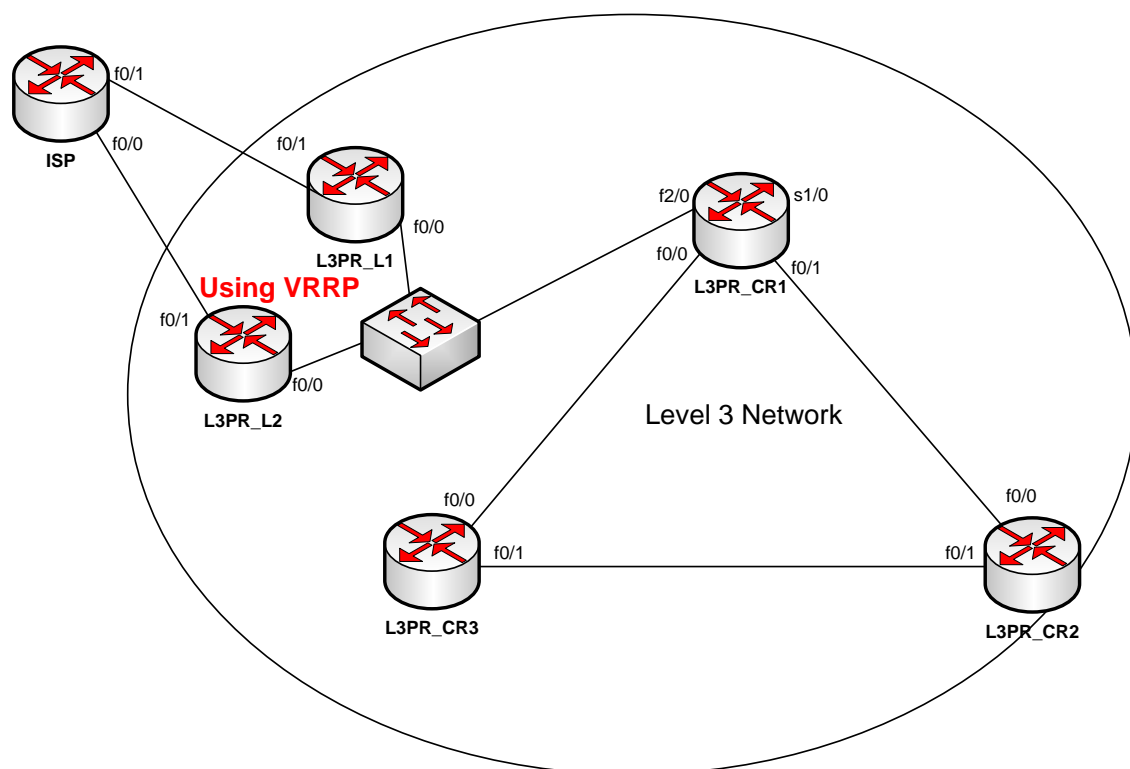 f0/1
ISP
f0/0
f0/1
L3PR_L1
f0/0
Using VRRP
f0/1
L3PR_L2
f0/0
f2/0
s1/0
f0/0
L3PR_CR1
f0/1
Level 3 Network
f0/0
f0/1
L3PR_CR3
f0/0
f0/1
L3PR_CR2